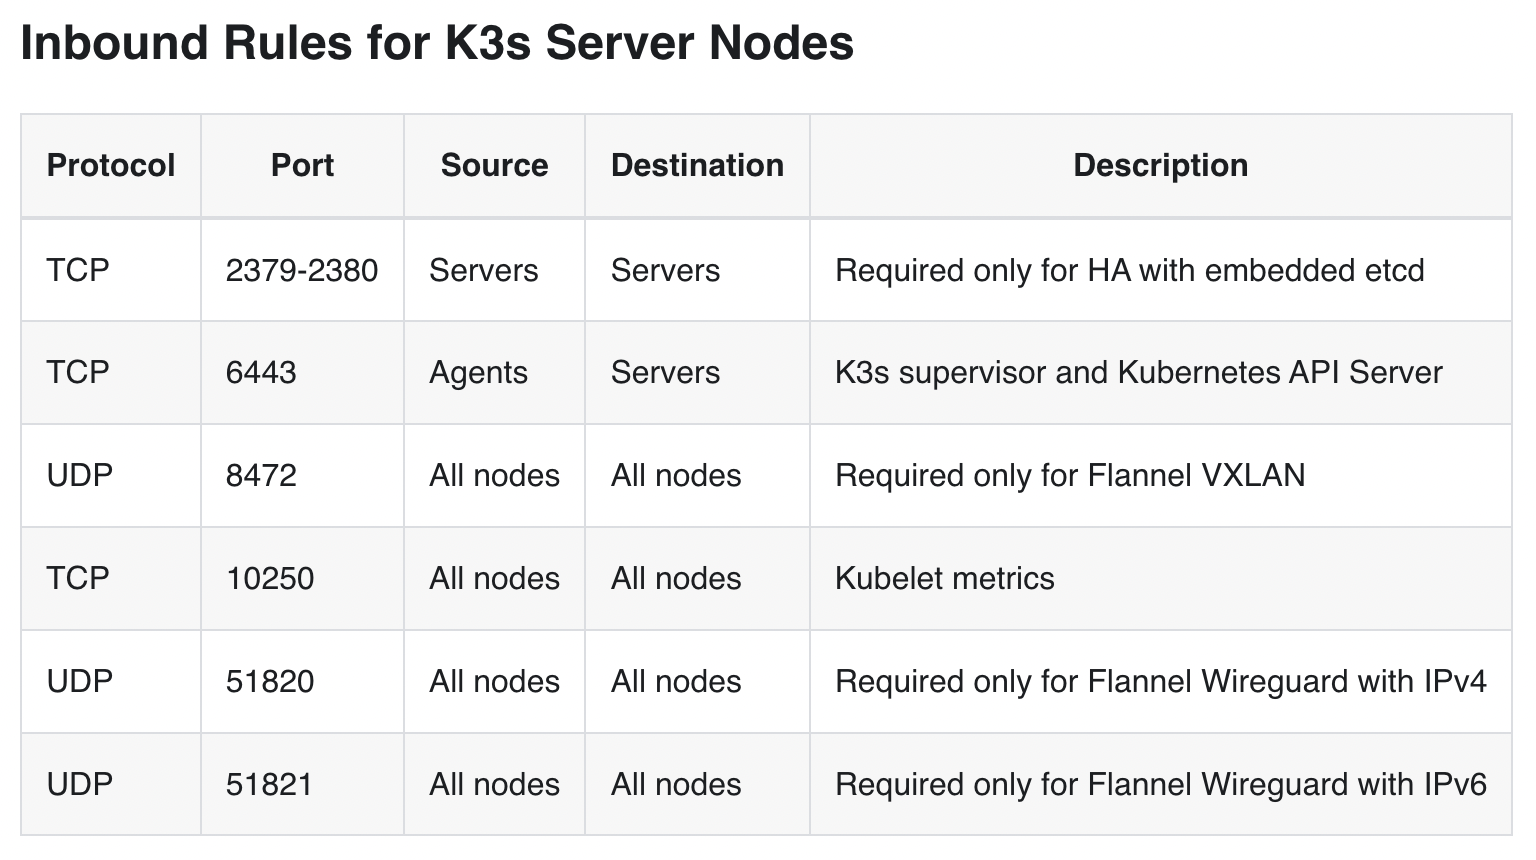 Inbound Rules for K3s Server Nodes
Protocol Port Source Destination Description
TCP 2379-2380 Servers Servers Required only for HA with embedded etcd
TCP 6443 Agents Servers K3s supervisor and Kubernetes API Server
UDP 8472 All nodes All nodes Required only for Flannel VXLAN
TCP 10250 All nodes All nodes Kubelet metrics
UDP 51820 All nodes All nodes Required only for Flannel Wireguard with IPv4
UDP 51821 All nodes All nodes Required only for Flannel Wireguard with IPv6